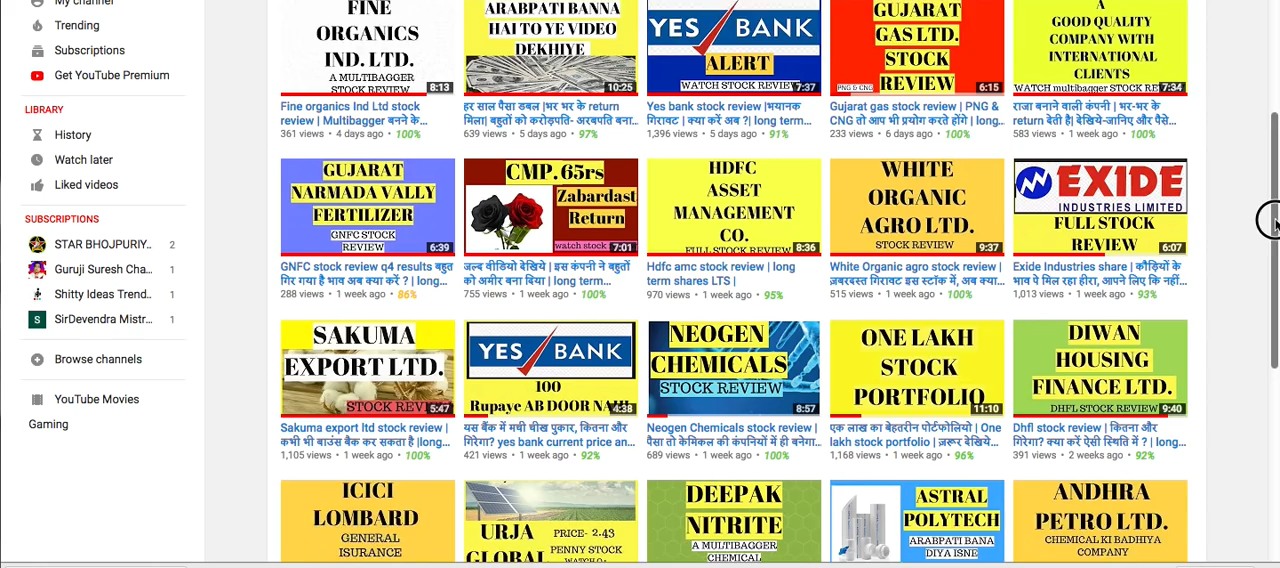 My channel
Trending
Subscriptions
Get YouTube Premium
LIBRARY
History
Watch later
Liked videos
SUBSCRIPTIONS
STAR BHOJPURIY.. 2
Guruji Suresh Cha... 1
Shitty Ideas Trend.. 1
S SirDevendra Mistr... 1
Browse channels
YouTube Movies
Gaming
FINE
ORGANICS
IND. LTD.
A MULTIBAGGER
STOCK REVIEW
8:13
Fine organics Ind Ltd stock
review | Multibagger बनने के...
361 views • 4 days ago • 100%
ARABPATI BANNA
HAI TO YE VIDEO
DEKHIYE
10:25
हर साल पैसा डबल |भर भर के return
मिला| बहुतों को करोड़पति- अरबपति बना...
639 views • 5 days ago • 97%
YES BANK
ALERT
WATCH STOCK REVIEW
7:37
Yes bank stock review |भयानक
गिरावट | क्या करें अब ?| long term...
1,396 views • 5 days ago • 91%
GUJARAT
GAS LTD.
STOCK
REVIEW
PNG & CNG
6:15
Gujarat gas stock review | PNG &
CNG तो आप भी प्रयोग करते होंगे | long...
233 views • 6 days ago • 100%
A
GOOD QUALITY
COMPANY WITH
INTERNATIONAL
CLIENTS
WATCH multibagger STOCK RE
7:34
राजा बनाने वाली कंपनी | भर-भर के
return देती है| देखिये-जानिए और पैसे...
583 views • 1 week ago • 100%
GUJARAT
NARMADA VALLY
FERTILIZER
GNFC STOCK
REVIEW
6:39
GNFC stock review q4 results बहुत
गिर गया है भाव अब क्या करें ? | long...
288 views • 1 week ago • 86%
CMP. 65rs
Zabardast
Return
watch stock
7:01
जल्द वीडियो देखिये | इस कंपनी ने बहुतों
को अमीर बना दिया | long term...
755 views • 1 week ago • 100%
HDFC
ASSET
MANAGEMENT
CO.
FULL STOCK REVIEW
8:36
Hdfc amc stock review | long
term shares LTS |
970 views • 1 week ago • 95%
WHITE
ORGANIC
AGRO LTD.
STOCK REVIEW
9:37
White Organic agro stock review |
ज़बरबस्त गिरावट इस स्टॉक में, अब क्या...
515 views • 1 week ago • 100%
EXIDE
INDUSTRIES LIMITED
FULL STOCK
REVIEW
6:07
Exide Industries share | कौड़ियों के
भाव पे मिल रहा हीरा, आपने लिए कि नहीं...
1,013 views • 1 week ago • 93%
SAKUMA
EXPORT LTD.
STOCK REVI
5:47
Sakuma export ltd stock review |
कभी भी बाउंस बैक कर सकता है |long...
1,105 views • 1 week ago • 100%
YES BANK
100
Rupaye AB DOOR NAHI
4:38
यस बैंक में मची चीख पुकार, कितना और
गिरेगा? yes bank current price an...
421 views • 1 week ago • 92%
NEOGEN
CHEMICALS
STOCK REVIEW
8:57
Neogen Chemicals stock review |
पैसा तो केमिकल की कंपनियों में ही बनेगा...
689 views • 1 week ago • 100%
ONE LAKH
STOCK
PORTFOLIO
11:10
एक लाख का बेहतरीन पोर्टफोलियो | One
lakh stock portfolio | ज़रूर देखिये...
1,168 views • 1 week ago • 96%
DIWAN
HOUSING
FINANCE LTD.
DHFL STOCK REVIEW
9:40
Dhfl stock review | कितना और
गिरेगा? क्या करें ऐसी स्थिति में ? | long...
391 views • 2 weeks ago • 92%
ICICI
LOMBARD
GENERAL
ISURANCE
URJA
GLOBAL
PRICE- 2.43
PENNY STOCK
DEEPAK
NITRITE
A MULTIBAGGER
CHEMICAL
ASTRAL
POLYTECH
ARABPATI BANA
DIYA ISNE
ANDHRA
PETRO LTD.
CHEMICAL KI BADHIYA
COMPANY